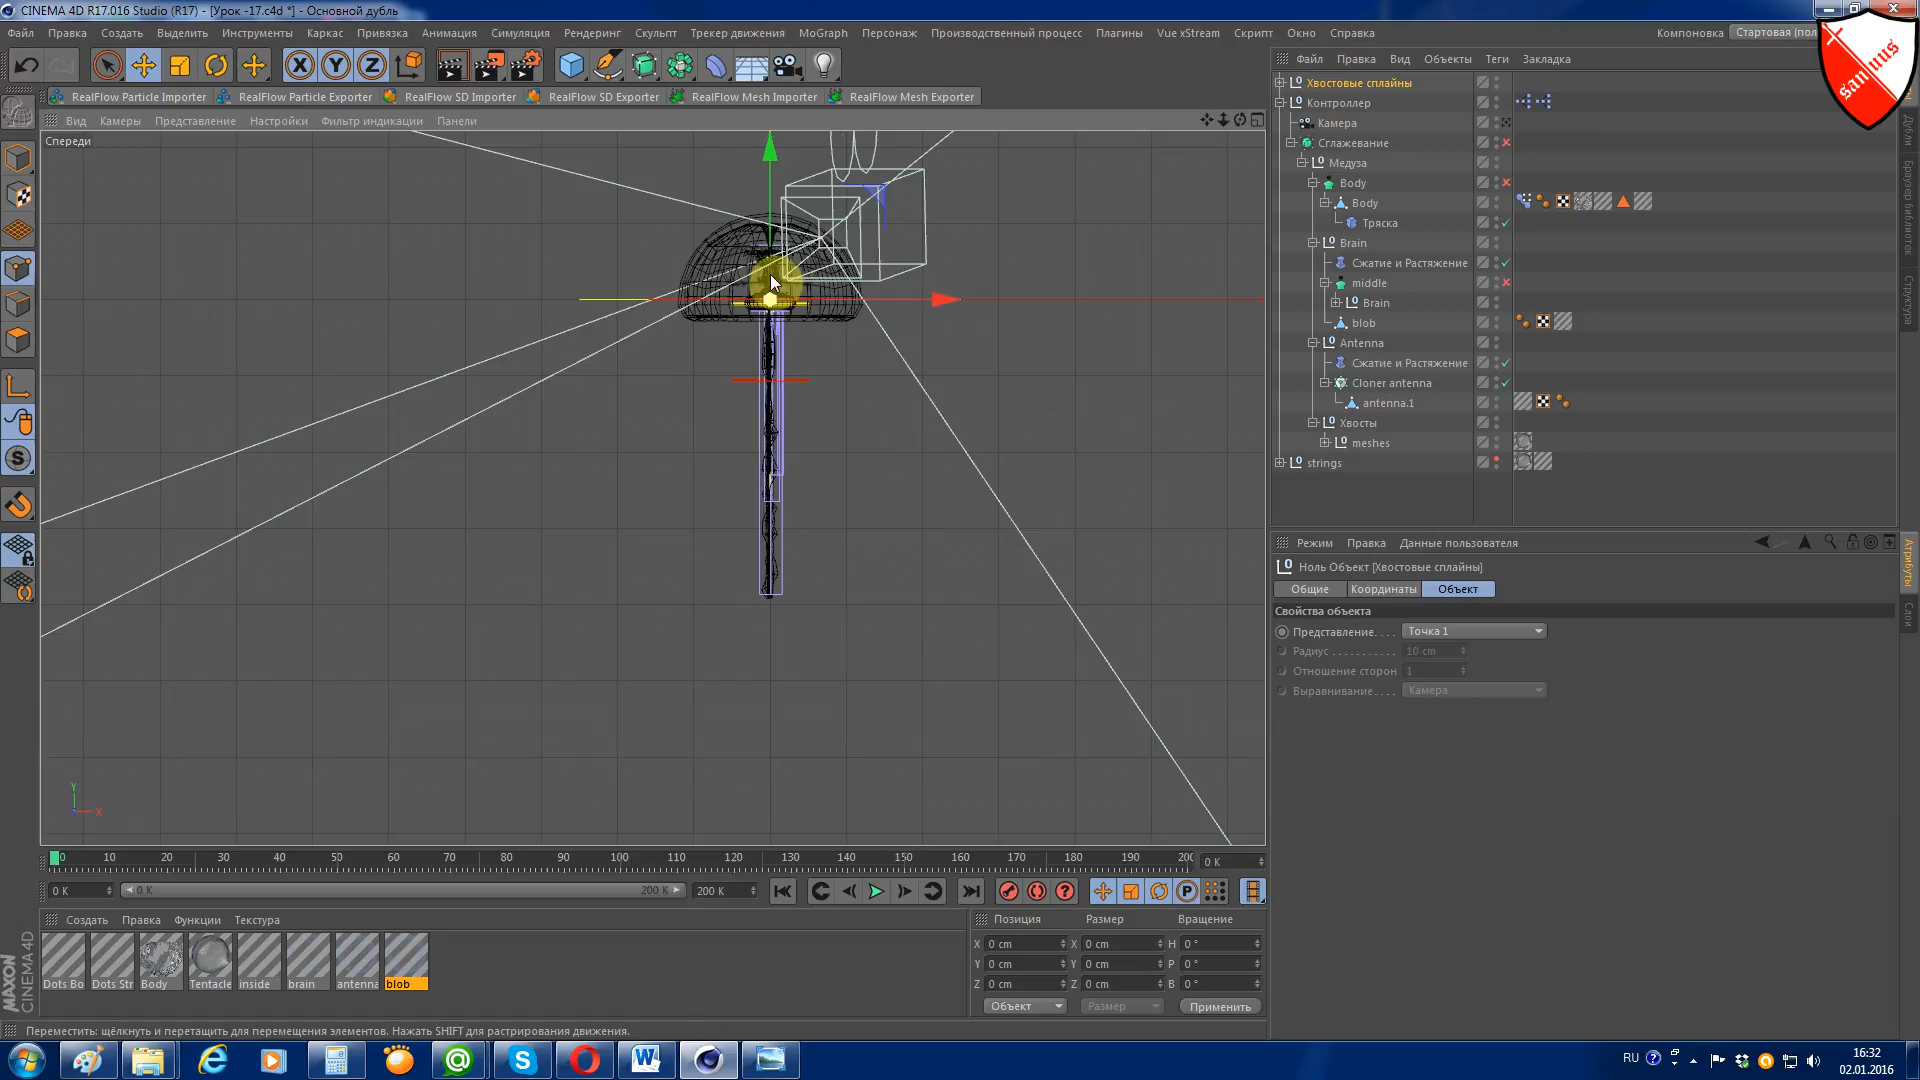 CINEMA 4D R17.016 Studio (R17) - [Урок -17.c4d *] - Основной дубль
Файл Правка Создать Выделить Инструменты Каркас Привязка Анимация Симуляция Рендеринг Скульпт Трекер движения MoGraph Персонаж Производственный процесс Плагины Vue xStream Скрипт Окно Справка Компоновка Стартовая (пол
Sanuus
RealFlow Particle Importer RealFlow Particle Exporter RealFlow SD Importer RealFlow SD Exporter RealFlow Mesh Importer RealFlow Mesh Exporter
Вид Камеры Представление Настройки Фильтр индикации Панели
Спереди
Y
X
Файл Правка Вид Объекты Теги Закладка
Хвостовые сплайны
Контроллер
Камера
Сглаживание
Медуза
Body
Body
Тряска
Brain
Сжатие и Растяжение
middle
Brain
blob
Antenna
Сжатие и Растяжение
Cloner antenna
antenna.1
Хвосты
meshes
strings
Дубли
Браузер библиотек
Структура
Режим Правка Данные пользователя
Ноль Объект [Хвостовые сплайны]
Общие Координаты Объект
Свойства объекта
Представление. . . . Точка 1
Радиус . . . . . . . . . . . 10 cm
Отношение сторон 1
Выравнивание. . . . Камера
Атрибуты
Слои
0 10 20 30 40 50 60 70 80 90 100 110 120 130 140 150 160 170 180 190 20 0 K
0 K 0 K 200 K 200 K
Создать Правка Функции Текстура
Dots Bo Dots Str Body Tentacle inside brain antenna blob
Позиция Размер Вращение
X 0 cm X 0 cm H 0 °
Y 0 cm Y 0 cm P 0 °
Z 0 cm Z 0 cm B 0 °
Объект Размер Применить
MAXON
CINEMA 4D
Переместить: щёлкнуть и перетащить для перемещения элементов. Нажать SHIFT для растрирования движения.
RU
16:32
02.01.2016